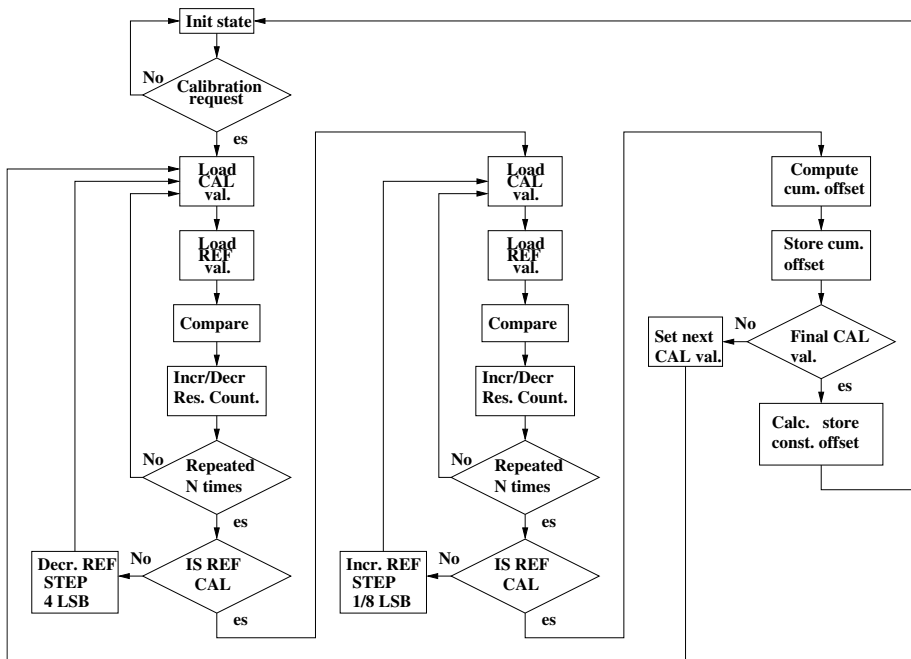 Init state
No
Calibration
request
es
Load
CAL
val.
Load
REF
val.
Compare
Incr/Decr
Res. Count.
No
Repeated
N times
es
Decr. REF
STEP
4 LSB
No
IS REF
CAL
es
Load
CAL
val.
Load
REF
val.
Compare
Incr/Decr
Res. Count.
No
Repeated
N times
es
Incr. REF
STEP
1/8 LSB
No
IS REF
CAL
es
Compute
cum. offset
Store cum.
offset
Set next
CAL val.
No
Final CAL
val.
es
Calc. store
const. offset